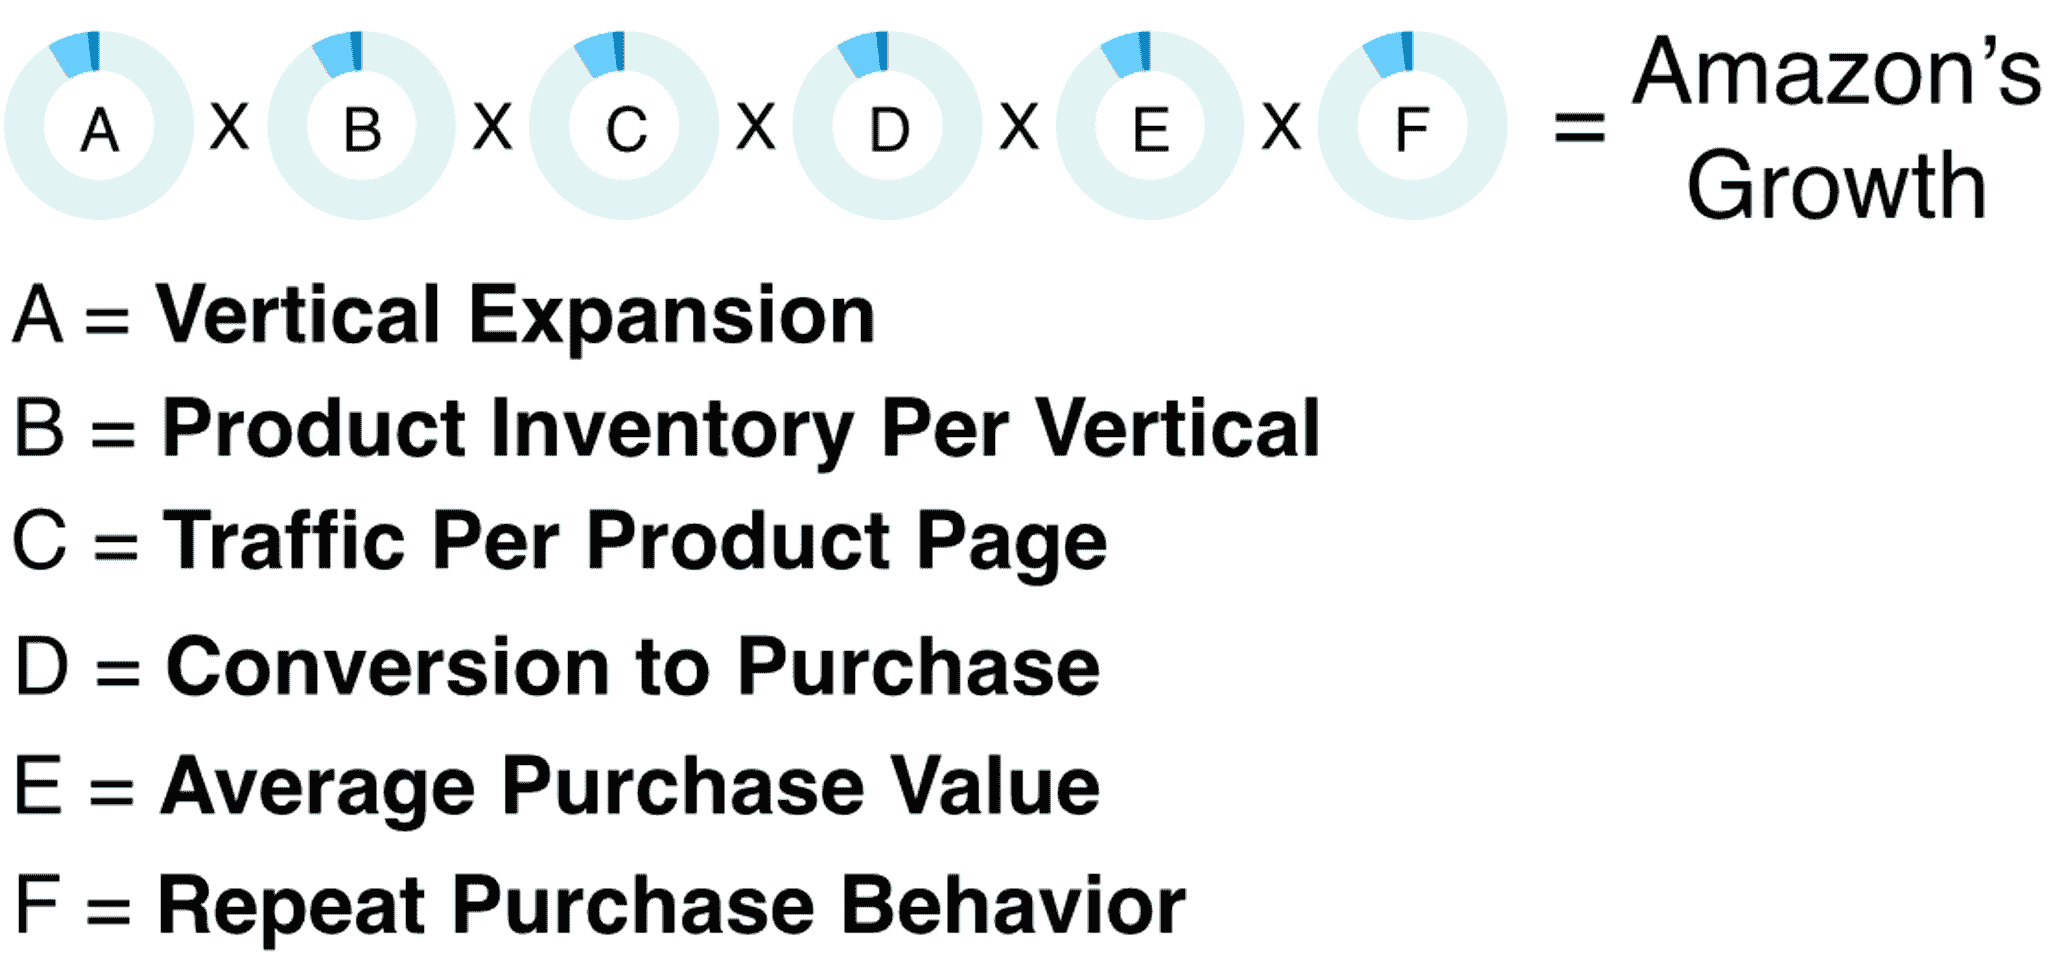 A X B X C X D X E X F = Amazon’s
Growth
A = Vertical Expansion
B = Product Inventory Per Vertical
C = Traffic Per Product Page
D = Conversion to Purchase
E = Average Purchase Value
F = Repeat Purchase Behavior